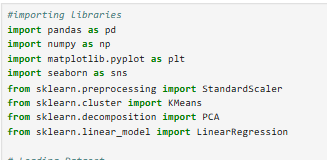 #importing Libraries
import pandas as pd
import numpy as np
import matplotlib.pyplot as plt
import seaborn as sns
from sklearn.preprocessing import StandardScaler
from sklearn.cluster import KMeans
from sklearn.decomposition import PCA
from sklearn.linear_model import LinearRegression
# Loading Dataset